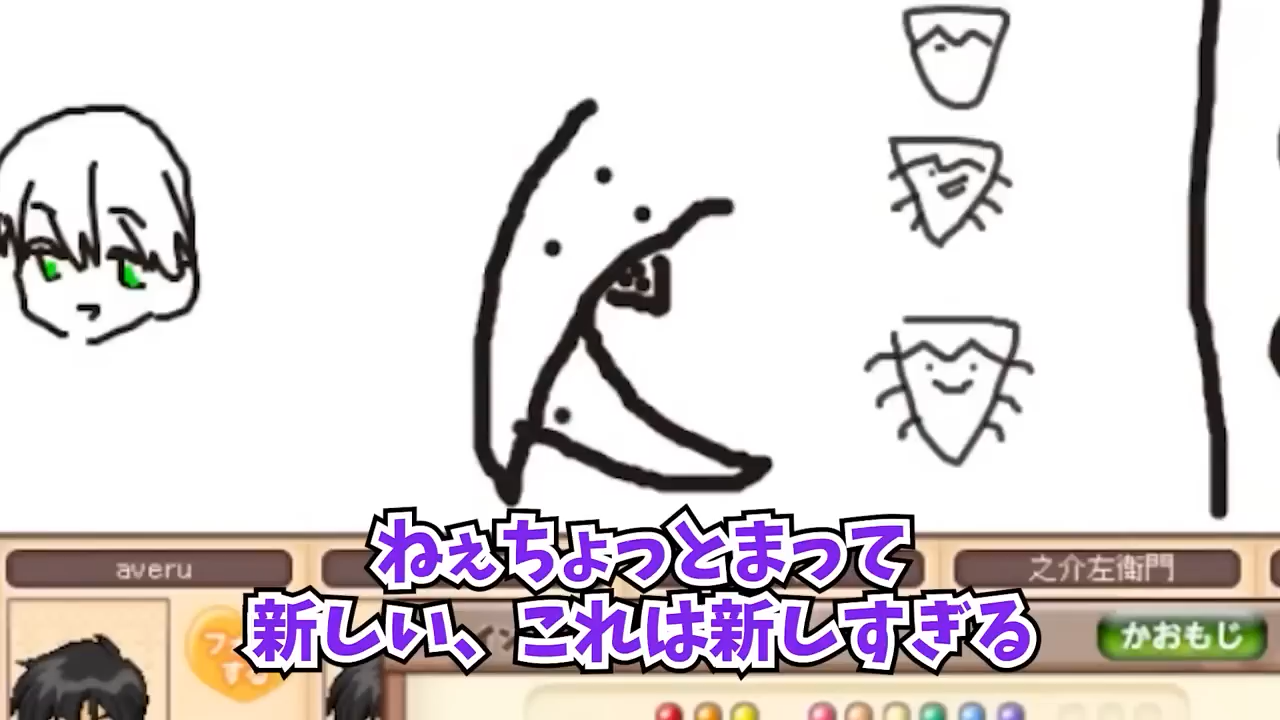 ねぇちょっとまって
新しい、これは新しすぎる
averu
之介左衛門
かおもじ